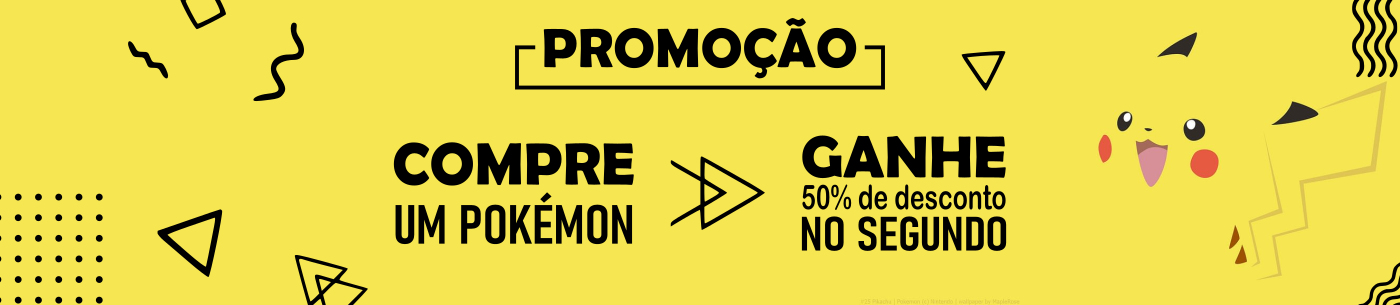 PROMOÇÃO
COMPRE
UM POKÉMON
GANHE
50% de desconto
NO SEGUNDO